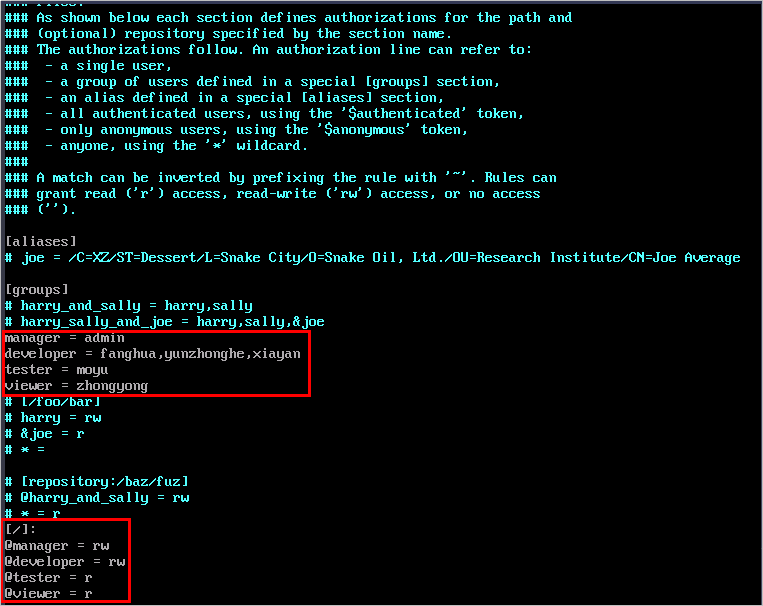 ### Files:
### As shown below each section defines authorizations for the path and
### (optional) repository specified by the section name.
### The authorizations follow. An authorization line can refer to:
###  - a single user,
###  - a group of users defined in a special [groups] section,
###  - an alias defined in a special [aliases] section,
###  - all authenticated users, using the '$authenticated' token,
###  - only anonymous users, using the '$anonymous' token,
###  - anyone, using the '*' wildcard.
###
### A match can be inverted by prefixing the rule with '~'. Rules can
### grant read ('r') access, read-write ('rw') access, or no access
### ('').
[aliases]
# joe = /C=XZ/ST=Dessert/L=Snake City/O=Snake Oil, Ltd./OU=Research Institute/CN=Joe Average
[groups]
# harry_and_sally = harry,sally
# harry_sally_and_joe = harry,sally,&joe
manager = admin
developer = fanghua,yunzhonghe,xiayan
tester = moyu
viewer = zhongyong
# [/foo/bar]
# harry = rw
# &joe = r
# * =
# [repository:/baz/fuz]
# @harry_and_sally = rw
# * = r
[/]:
@manager = rw
@developer = rw
@tester = r
@viewer = r